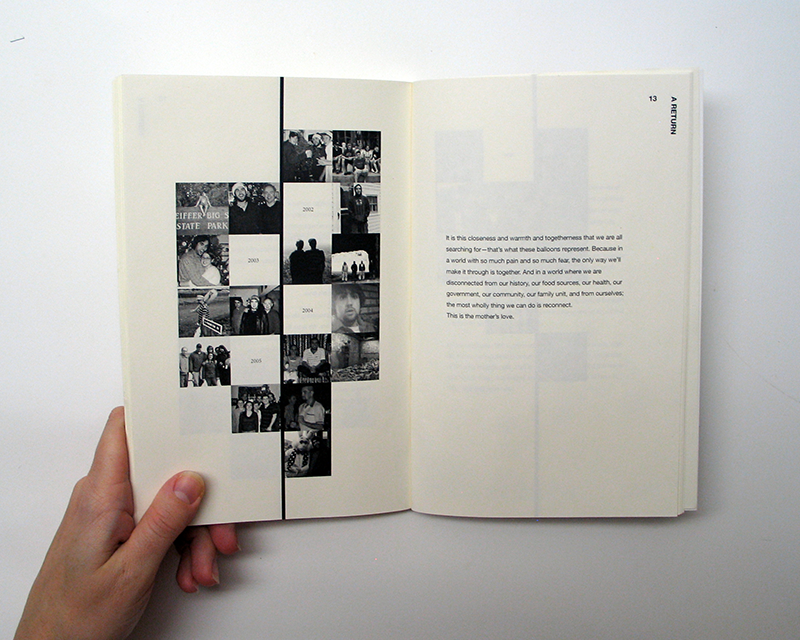 EIFFER BIG S
STATE PARK
2002
2003
2004
2005
13
A RETURN
It is this closeness and warmth and togetherness that we are all
searching for—that's what these balloons represent. Because in
a world with so much pain and so much fear, the only way we'll
make it through is together. And in a world where we are
disconnected from our history, our food sources, our health, our
government, our community, our family unit, and from ourselves;
the most wholly thing we can do is reconnect.
This is the mother's love.